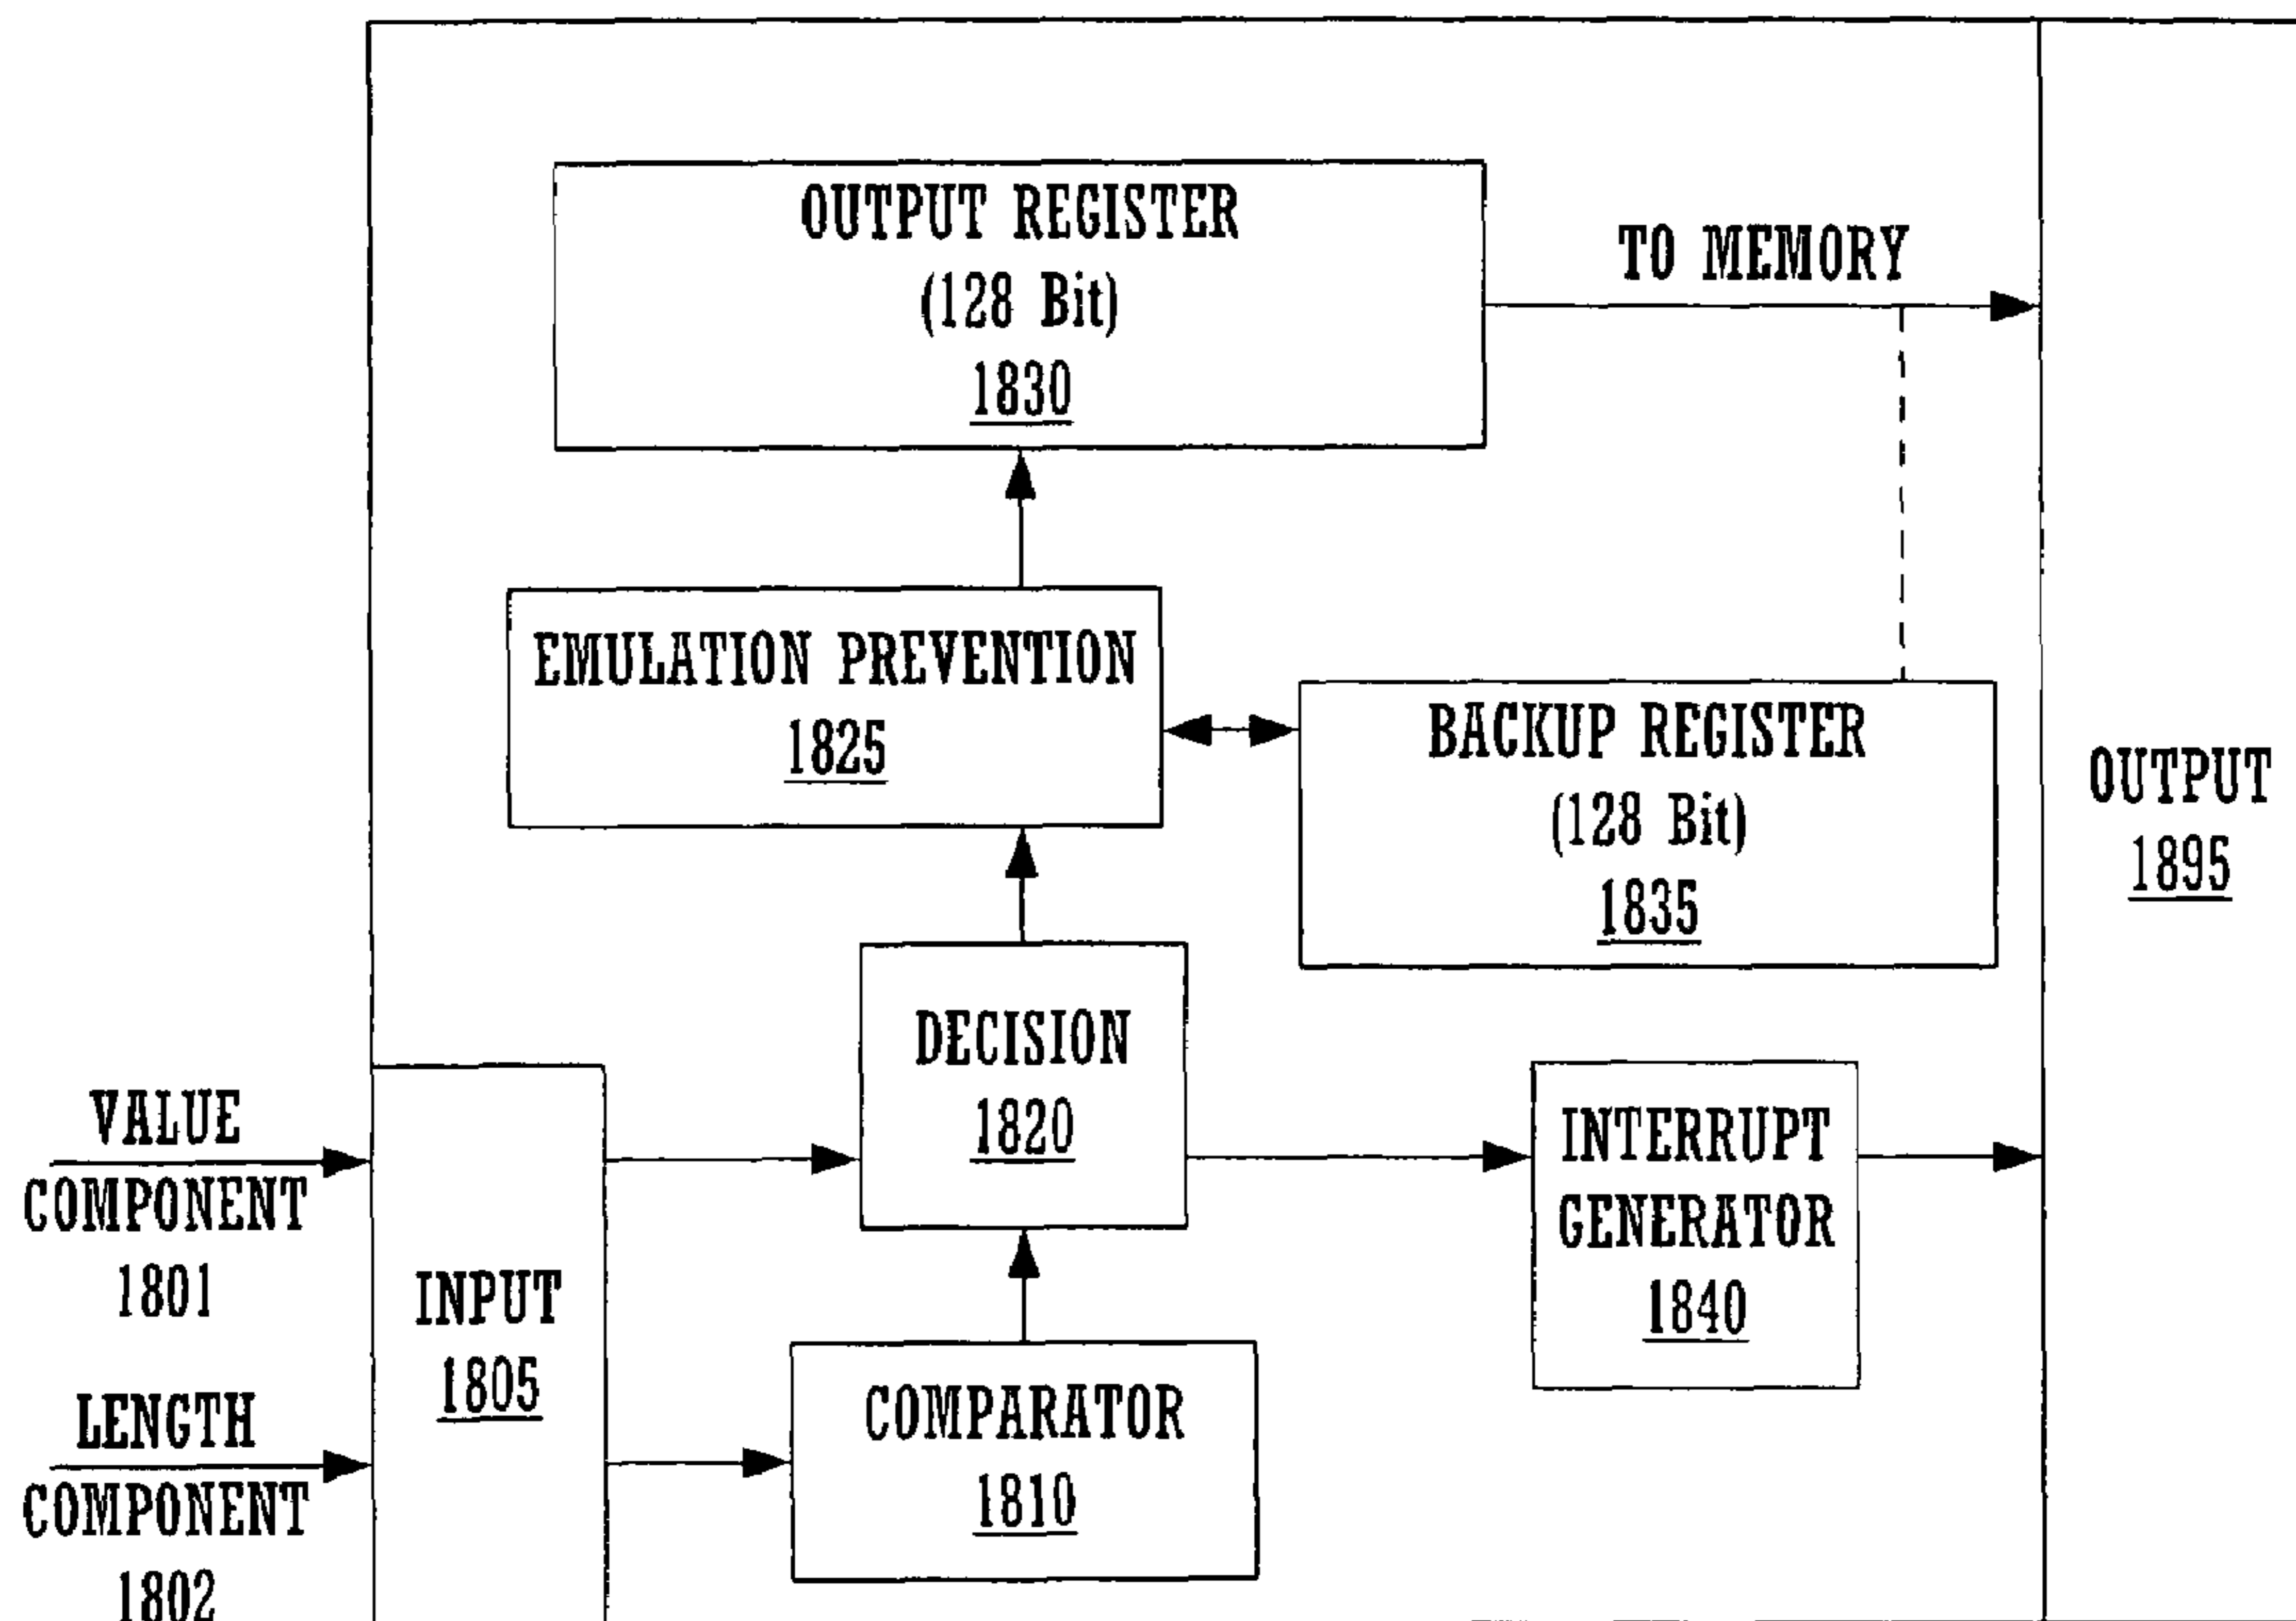 OUTPUT REGISTER
(128 Bit)
1830
TO MEMORY
EMULATION PREVENTION
1825
BACKUP REGISTER
(128 Bit)
1835
OUTPUT
1895
DECISION
1820
VALUE
COMPONENT
1801
INTERRUPT
GENERATOR
1840
INPUT
1805
LENGTH
COMPONENT
1802
COMPARATOR
1810